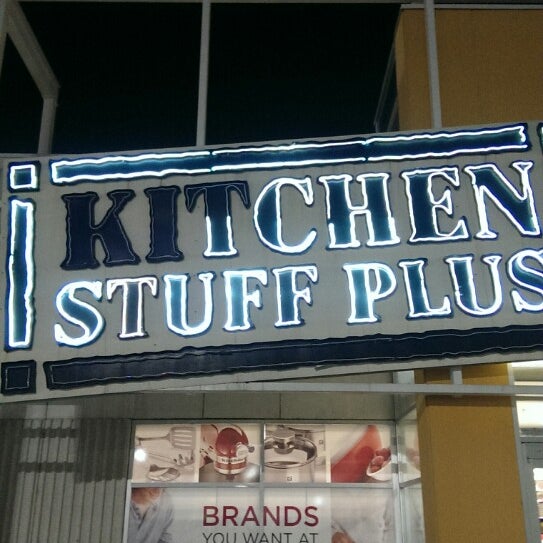 KITCHEN
STUFF PLUS
BRANDS
YOU WANT AT